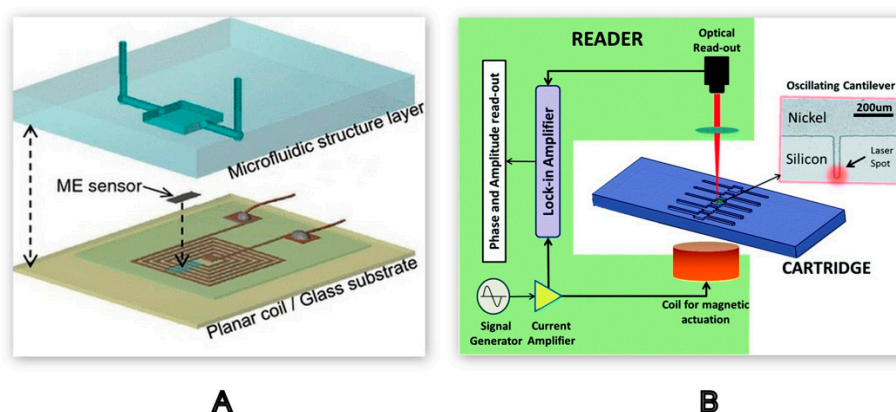 Microfluidic structure layer
ME sensor
Planar coil / Glass substrate
A
READER
Optical
Read-out
Phase and Amplitude read-out
Lock-in Amplifier
Oscillating Cantilever
200um
Nickel
Silicon
Laser
Spot
CARTRIDGE
Coil for magnetic
actuation
Signal
Generator
Current
Amplifier
B